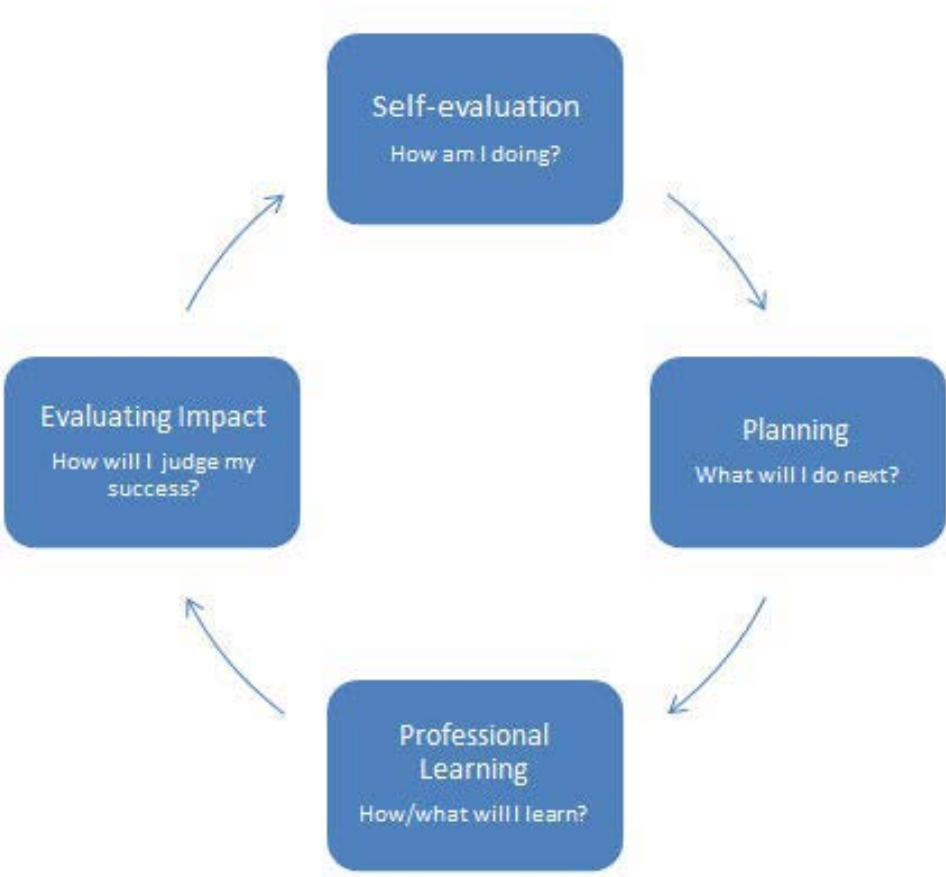 Self-evaluation
How am I doing?
Evaluating Impact
How will I judge my
success?
Planning
What will I do next?
Professional
Learning
How/what will I learn?